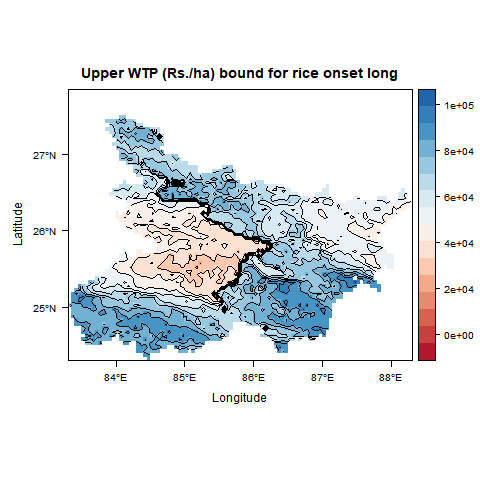 Upper WTP (Rs./ha) bound for rice onset long
1e+05
8e+04
6e+04
4e+04
2e+04
0e+00
27°N
26°N
25°N
Latitude
84°E 85°E 86°E 87°E 88°E
Longitude